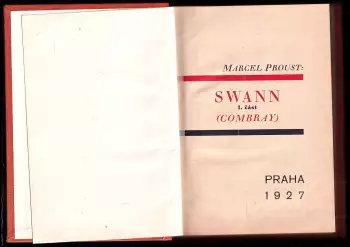 MARCEL PROUST:
SWANN
I. část
(COMBRAY)
PRAHA
1927